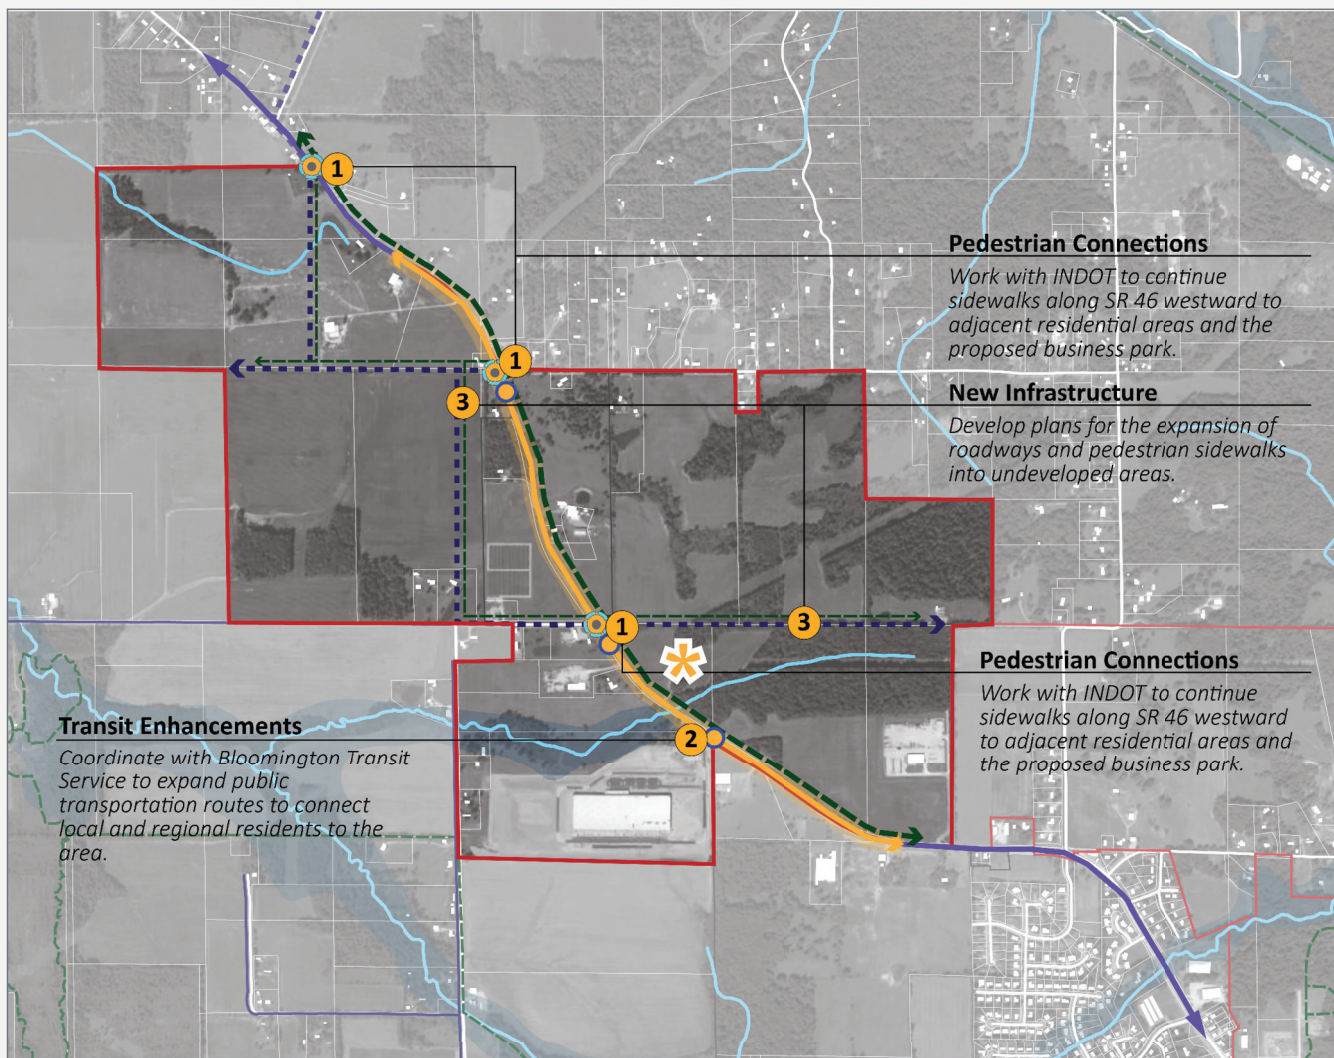 1
Pedestrian Connections
Work with INDOT to continue
sidewalks along SR 46 westward to
adjacent residential areas and the
proposed business park.
1
3
New Infrastructure
Develop plans for the expansion of
roadways and pedestrian sidewalks
into undeveloped areas.
1
3
Pedestrian Connections
Work with INDOT to continue
sidewalks along SR 46 westward
to adjacent residential areas and
the proposed business park.
Transit Enhancements
2
Coordinate with Bloomington Transit
Service to expand public
transportation routes to connect
local and regional residents to the
area.